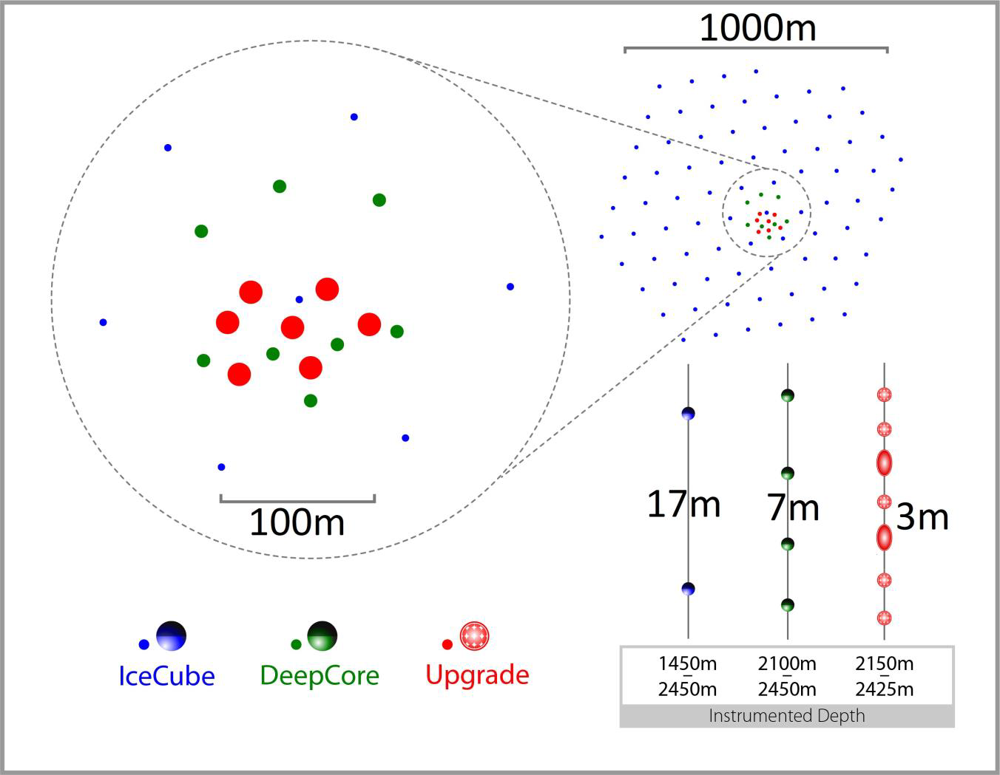 1000m
100m
17m
7m
3m
IceCube
DeepCore
Upgrade
1450m
–
2450m
2100m
–
2450m
2150m
–
2425m
Instrumented Depth